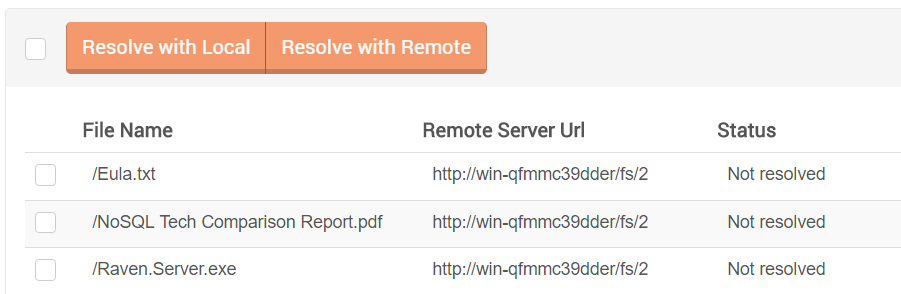 Resolve with Local Resolve with Remote
File Name Remote Server Url Status
/Eula.txt http://win-qfmmc39dder/fs/2 Not resolved
/NoSQL Tech Comparison Report.pdf http://win-qfmmc39dder/fs/2 Not resolved
/Raven.Server.exe http://win-qfmmc39dder/fs/2 Not resolved